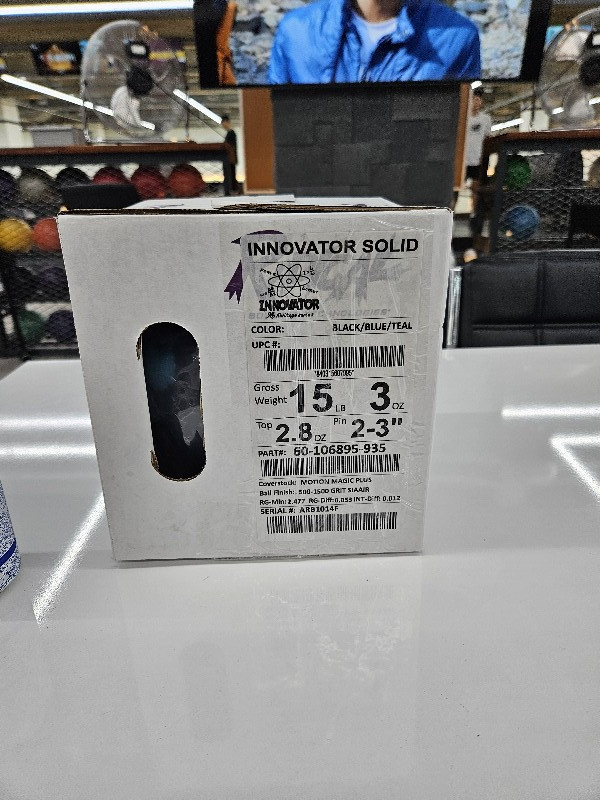 INNOVATOR SOLID
INNOVATOR
COLOR: BLACK/BLUE/TEAL
UPC #:
Gross Weight 15 LB 3 OZ
Top 2.8 OZ Pin 2-3"
PART#: 60-106895-935
Coverstock: MOTION MAGIC PLUS
Ball Finish: 500-1500 GRIT SIAAIR
RG-Min: 2.477 RG-Diff: 0.053 INT-Diff: 0.012
SERIAL #: ARB1014F